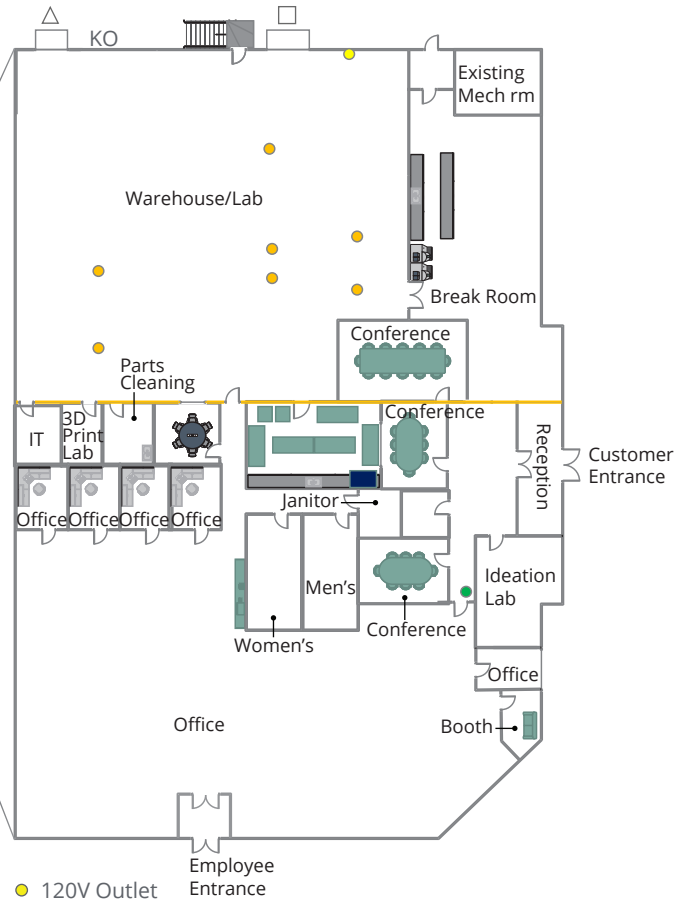 KO
Existing
Mech rm
Warehouse/Lab
Break Room
Conference
Parts
Cleaning
IT
3D
Print
Lab
Conference
Reception
Customer
Entrance
Janitor
Office
Office
Office
Office
Men's
Ideation
Lab
Conference
Women's
Office
Office
Booth
Employee
Entrance
120V Outlet